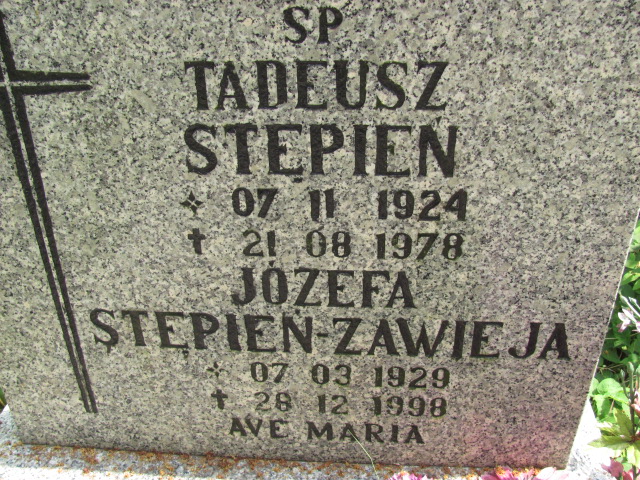 SP
TADEUSZ
STĘPIEŃ
07 11 1924
21 08 1978
JÓZEFA
STĘPIEŃ-ZAWIEJA
07 03 1929
28 12 1998
AVE MARIA